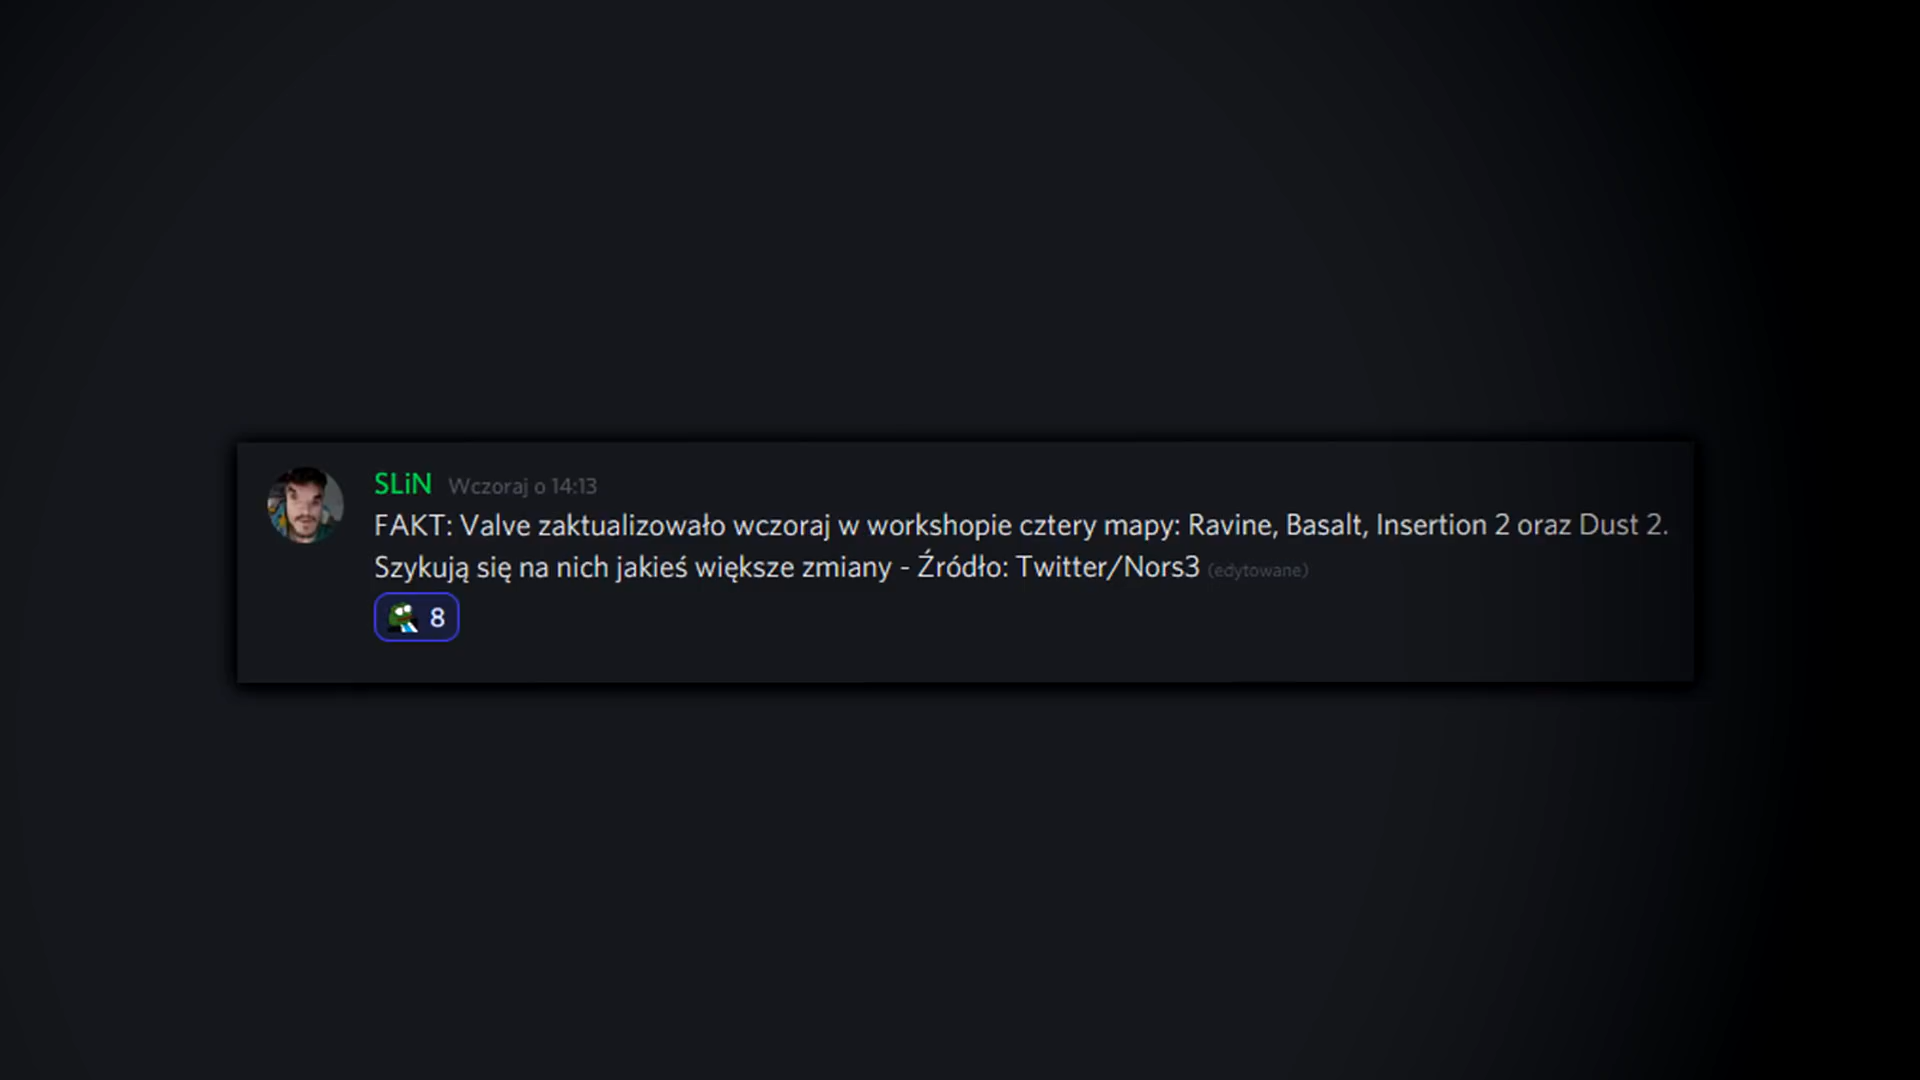 SLiN Wczoraj o 14:13
FAKT: Valve zaktualizowało wczoraj w workshopie cztery mapy: Ravine, Basalt, Insertion 2 oraz Dust 2.
Szykują się na nich jakieś większe zmiany - Źródło: Twitter/Nors3 (edytowane)
8